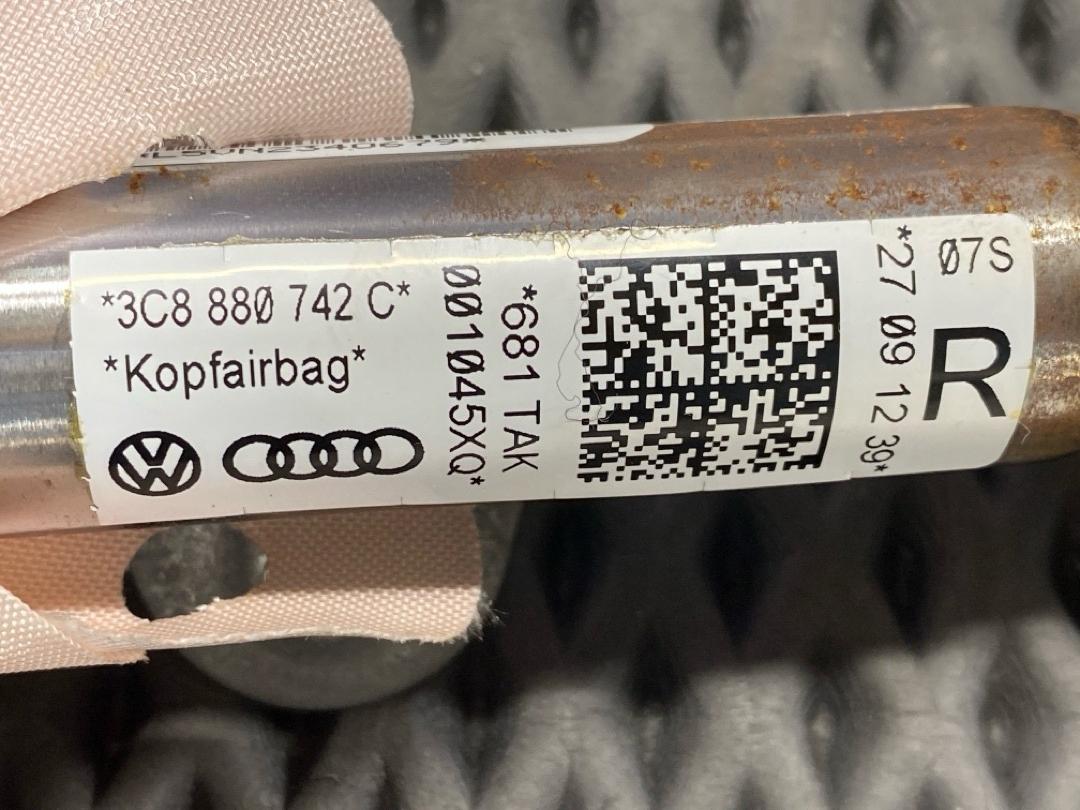 *3C8 880 742 C*
*Kopfairbag*
001045XQ*
*681 TAK
*27 09 12 39*
07S
R